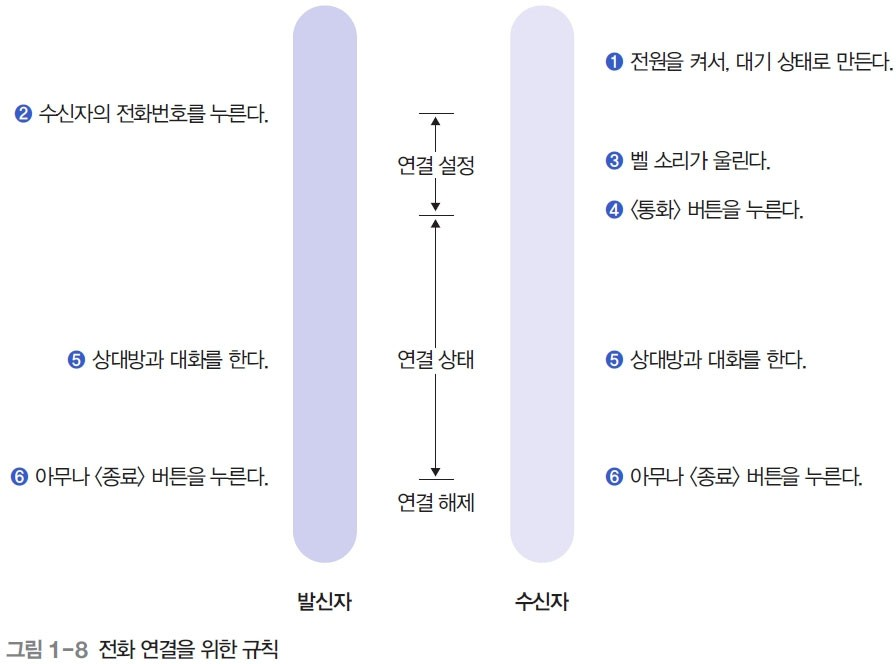 ❶ 전원을 켜서, 대기 상태로 만든다.
❷ 수신자의 전화번호를 누른다.
연결 설정
❸ 벨 소리가 울린다.
❹ 〈통화〉 버튼을 누른다.
❺ 상대방과 대화를 한다.
연결 상태
❺ 상대방과 대화를 한다.
❻ 아무나 〈종료〉 버튼을 누른다.
❻ 아무나 〈종료〉 버튼을 누른다.
연결 해제
발신자
수신자
그림 1-8 전화 연결을 위한 규칙